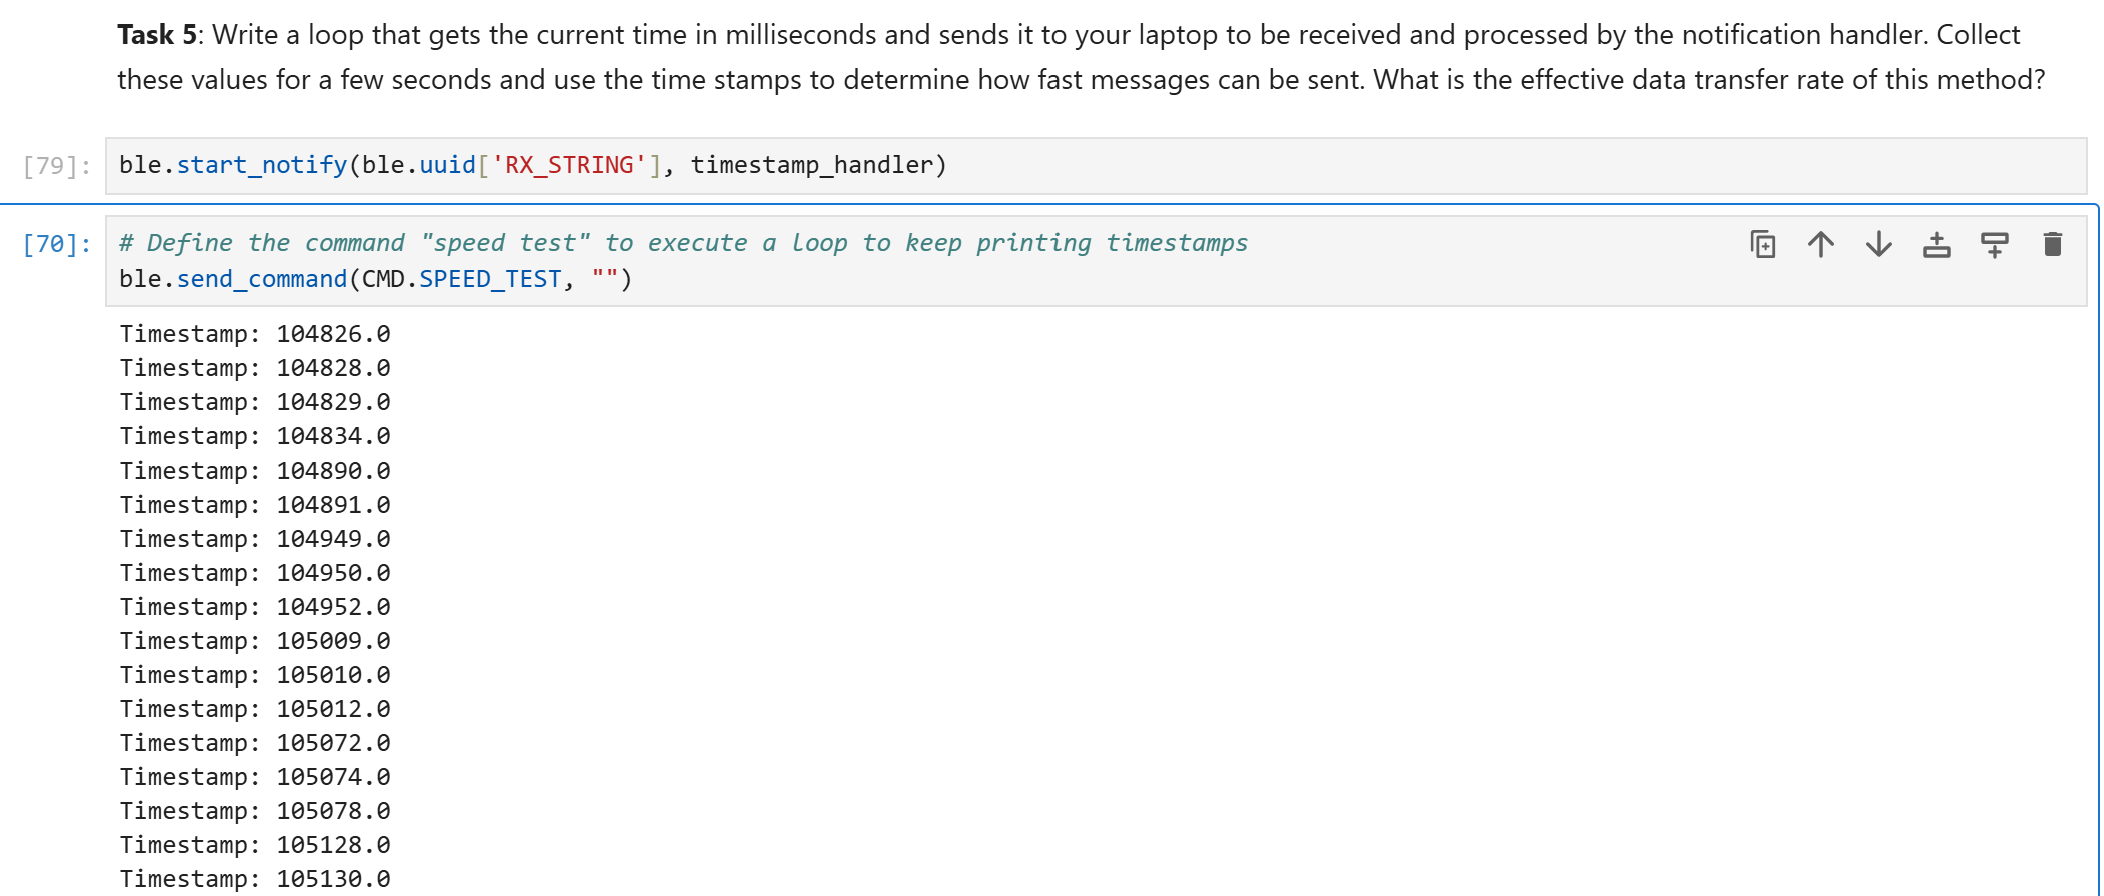 Task 5: Write a loop that gets the current time in milliseconds and sends it to your laptop to be received and processed by the notification handler. Collect
these values for a few seconds and use the time stamps to determine how fast messages can be sent. What is the effective data transfer rate of this method?
[79]: ble.start_notify(ble.uuid['RX_STRING'], timestamp_handler)
[70]: # Define the command "speed test" to execute a loop to keep printing timestamps
ble.send_command(CMD.SPEED_TEST, "")
Timestamp: 104826.0
Timestamp: 104828.0
Timestamp: 104829.0
Timestamp: 104834.0
Timestamp: 104890.0
Timestamp: 104891.0
Timestamp: 104949.0
Timestamp: 104950.0
Timestamp: 104952.0
Timestamp: 105009.0
Timestamp: 105010.0
Timestamp: 105012.0
Timestamp: 105072.0
Timestamp: 105074.0
Timestamp: 105078.0
Timestamp: 105128.0
Timestamp: 105130.0